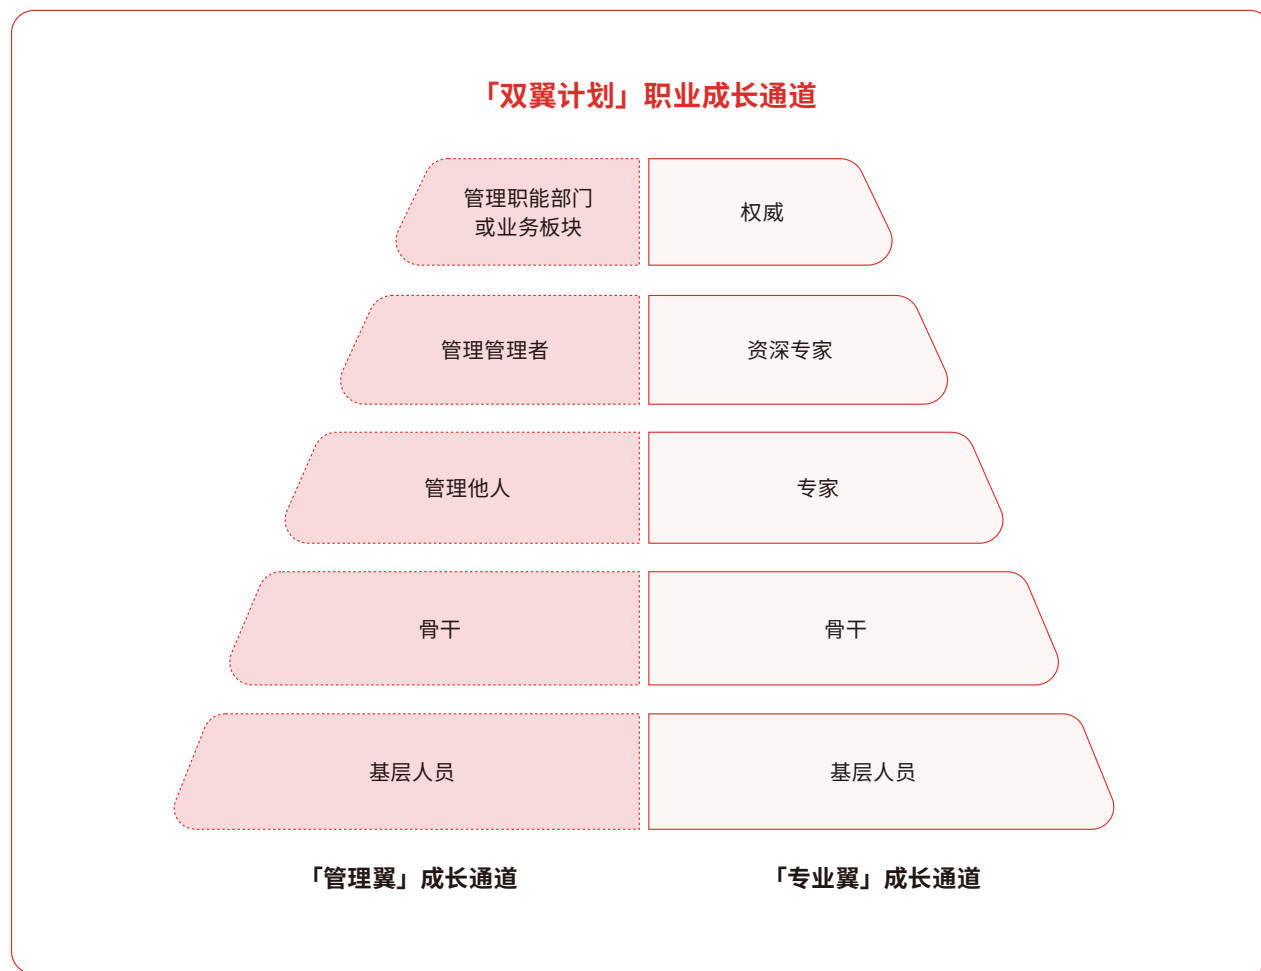 「双翼计划」职业成长通道
管理职能部门
或业务板块
权威
管理管理者
资深专家
管理他人
专家
骨干
骨干
基层人员
基层人员
「管理翼」成长通道
「专业翼」成长通道